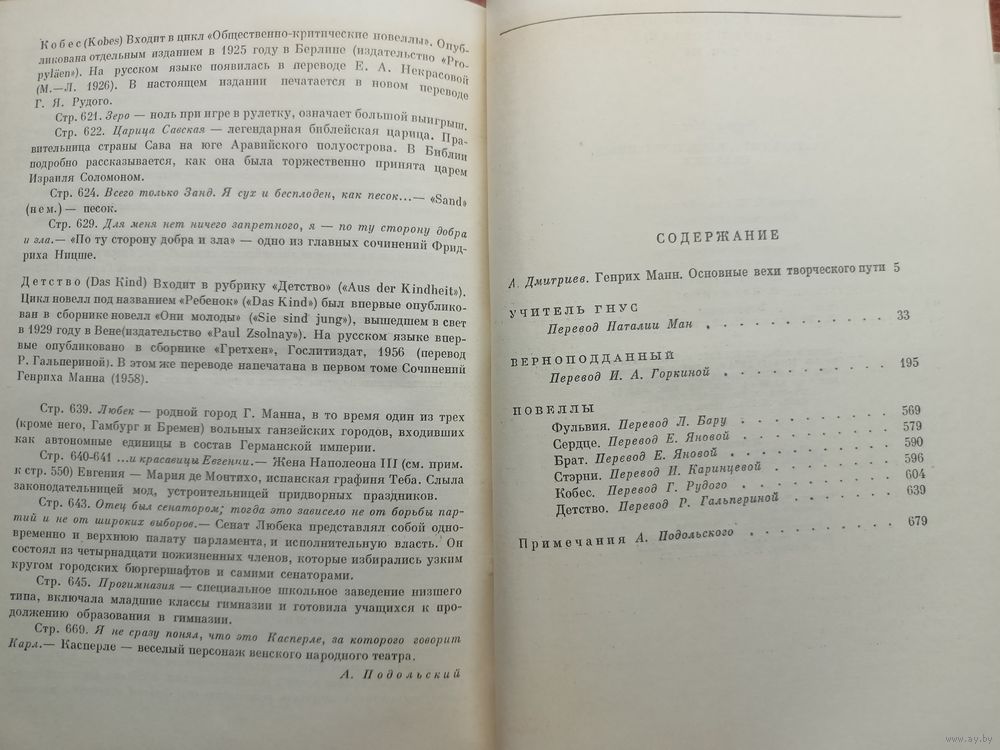 Кобес (Kobes) Входит в цикл «Общественно-критические новеллы». Опуб-
ликована отдельным изданием в 1925 году в Берлине (издательство «Pro-
pyläen»). На русском языке появилась в переводе Е. А. Некрасовой
(М.—Л. 1926). В настоящем издании печатается в новом переводе
Г. Я. Рудого.
Стр. 621. Зеро — ноль при игре в рулетку, означает большой выигрыш.
Стр. 622. Царица Савская — легендарная библейская царица. Пра-
вительница страны Сава на юге Аравийского полуострова. В Библии
подробно рассказывается, как она была торжественно принята царем
Израиля Соломоном.
Стр. 624. Всего только Занд. Я сух и бесплоден, как песок...— «Sand»
(нем.) — песок.
Стр. 629. Для меня нет ничего запретного, я — по ту сторону добра
и зла.— «По ту сторону добра и зла» — одно из главных сочинений Фрид-
риха Ницше.
Детство (Das Kind) Входит в рубрику «Детство» («Aus der Kindheit»).
Цикл новелл под названием «Ребенок» («Das Kind») был впервые опублико-
ван в сборнике новелл «Они молоды» («Sie sind jung»), вышедшем в свет
в 1929 году в Вене(издательство «Paul Zsolnay»). На русском языке впер-
вые опубликовано в сборнике «Гретхен», Гослитиздат, 1956 (перевод
Р. Гальпериной). В этом же переводе напечатана в первом томе Сочинений
Генриха Манна (1958).
Стр. 639. Любек — родной город Г. Манна, в то время один из трех
(кроме него, Гамбург и Бремен) вольных ганзейских городов, входивших
как автономные единицы в состав Германской империи.
Стр. 640-641 ...и красавицы Евгении.— Жена Наполеона III (см. прим.
к стр. 550) Евгения — Мария де Монтихо, испанская графиня Теба. Слыла
законодательницей мод, устроительницей придворных праздников.
Стр. 643. Отец был сенатором; тогда это зависело не от борьбы пар-
тий и не от широких выборов.— Сенат Любека представлял собой одно-
временно и верхнюю палату парламента, и исполнительную власть. Он
состоял из четырнадцати пожизненных членов, которые избирались узким
кругом городских бюргершафтов и самими сенаторами.
Стр. 645. Прогимназия — специальное школьное заведение низшего
типа, включала младшие классы гимназии и готовила учащихся к про-
должению образования в гимназии.
Стр. 669. Я не сразу понял, что это Касперле, за которого говорит
Карл.— Касперле — веселый персонаж венского народного театра.
А. Подольский
СОДЕРЖАНИЕ
А. Дмитриев. Генрих Манн. Основные вехи творческого пути 5
УЧИТЕЛЬ ГНУС
Перевод Наталии Ман . . . . . . . . . . . 33
ВЕРНОПОДДАННЫЙ
Перевод И. А. Горкиной . . . . . . . . . . 195
НОВЕЛЛЫ
Фульвия. Перевод Л. Бару . . . . . . . . . 569
Сердце. Перевод Е. Яновой . . . . . . . . . 579
Брат. Перевод Е. Яновой . . . . . . . . . 590
Стэрни. Перевод И. Каринцевой . . . . . . . 596
Кобес. Перевод Г. Рудого . . . . . . . . . 604
Детство. Перевод Р. Гальпериной . . . . . . 639
Примечания А. Подольского . . . . . . . . 679
www.ay.by